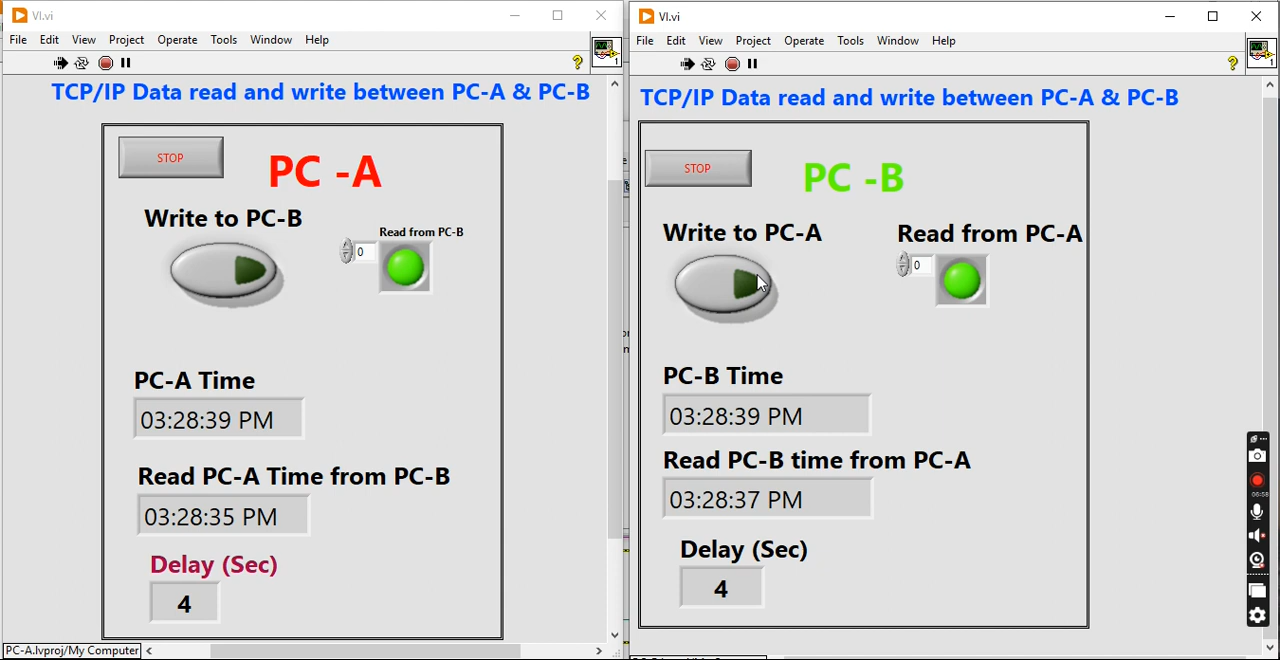 VI.vi
File Edit View Project Operate Tools Window Help
1
TCP/IP Data read and write between PC-A & PC-B
STOP
PC -A
Write to PC-B
Read from PC-B
0
PC-A Time
03:28:39 PM
Read PC-A Time from PC-B
03:28:35 PM
Delay (Sec)
4
PC-A.lvproj/My Computer
VI.vi
File Edit View Project Operate Tools Window Help
1
TCP/IP Data read and write between PC-A & PC-B
STOP
PC -B
Write to PC-A
Read from PC-A
0
PC-B Time
03:28:39 PM
Read PC-B time from PC-A
03:28:37 PM
Delay (Sec)
4
06:58